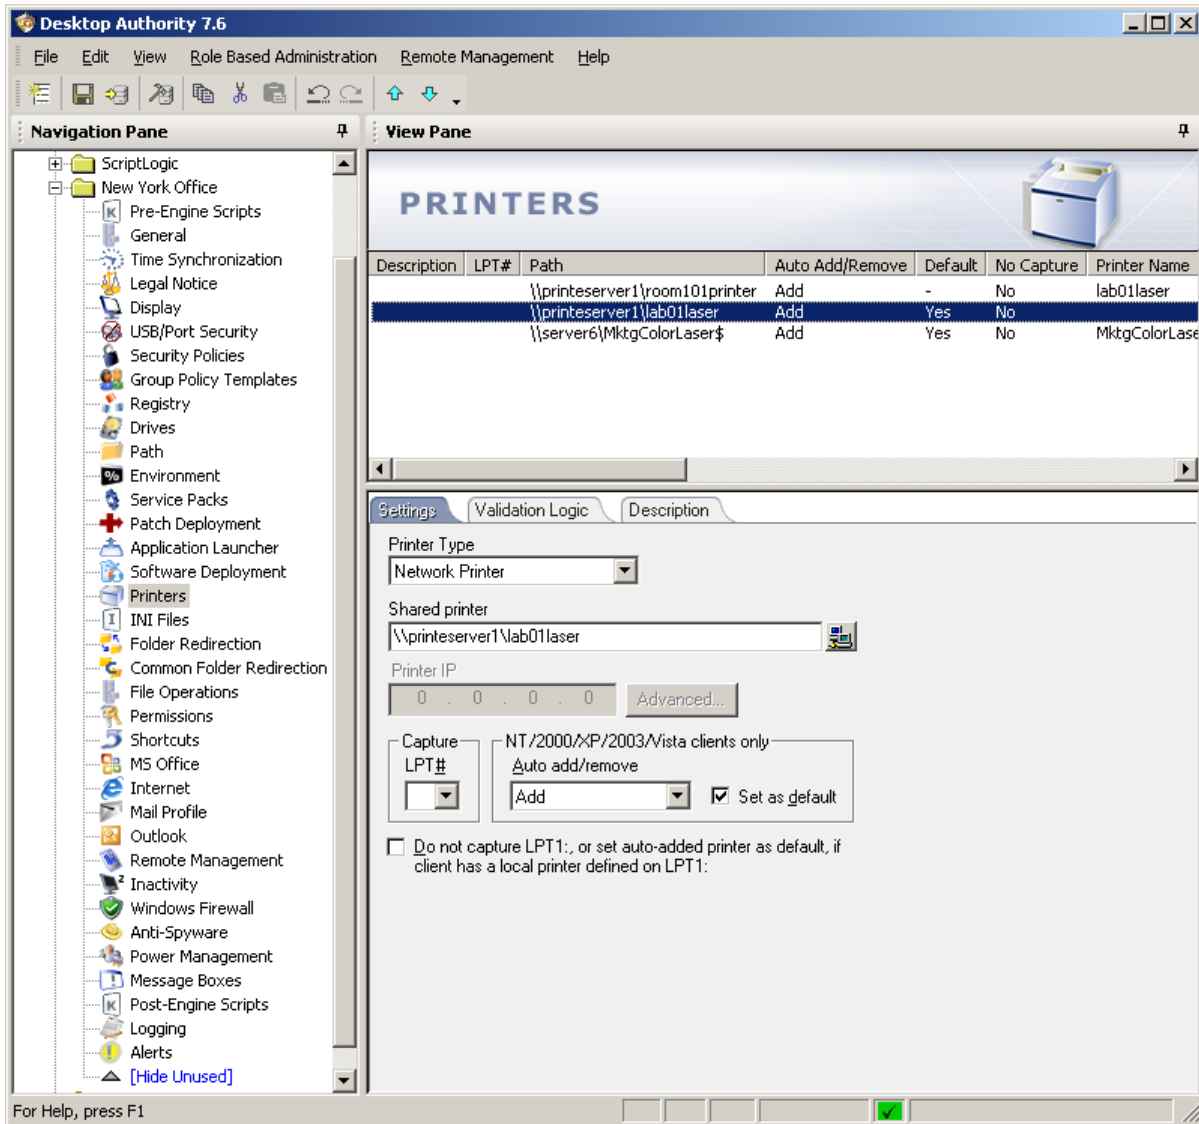 Desktop Authority 7.6
File Edit View Role Based Administration Remote Management Help
Navigation Pane
ScriptLogic
New York Office
Pre-Engine Scripts
General
Time Synchronization
Legal Notice
Display
USB/Port Security
Security Policies
Group Policy Templates
Registry
Drives
Path
Environment
Service Packs
Patch Deployment
Application Launcher
Software Deployment
Printers
INI Files
Folder Redirection
Common Folder Redirection
File Operations
Permissions
Shortcuts
MS Office
Internet
Mail Profile
Outlook
Remote Management
Inactivity
Windows Firewall
Anti-Spyware
Power Management
Message Boxes
Post-Engine Scripts
Logging
Alerts
[Hide Unused]
View Pane
PRINTERS
Description LPT# Path Auto Add/Remove Default No Capture Printer Name
\\printeserver1\room101printer Add - No lab01laser
\\printeserver1\lab01laser Add Yes No
\\server6\MktgColorLaser$ Add Yes No MktgColorLase
Settings Validation Logic Description
Printer Type
Network Printer
Shared printer
\\printeserver1\lab01laser
Printer IP
0 . 0 . 0 . 0 Advanced...
Capture NT/2000/XP/2003/Vista clients only
LPT# Auto add/remove
Add Set as default
Do not capture LPT1:, or set auto-added printer as default, if
client has a local printer defined on LPT1:
For Help, press F1